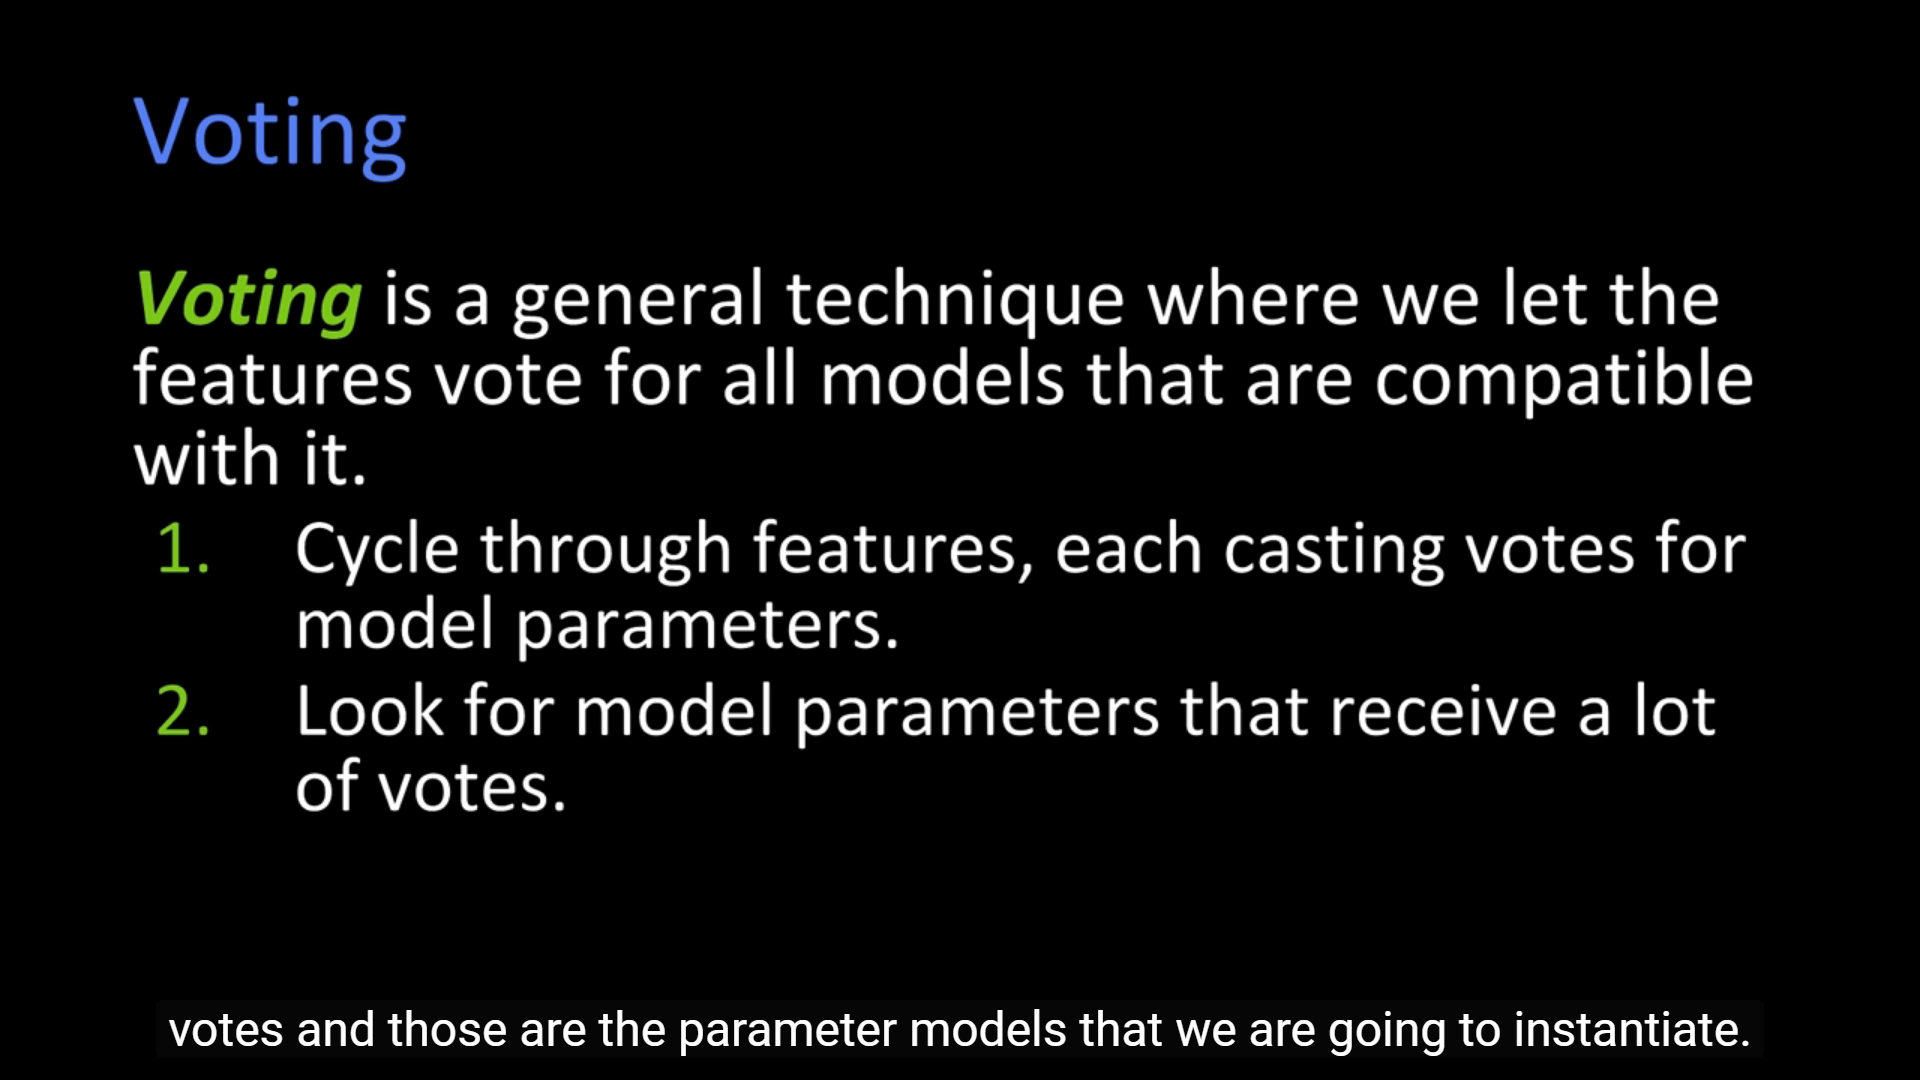 Voting
Voting is a general technique where we let the
features vote for all models that are compatible
with it.
1. Cycle through features, each casting votes for
model parameters.
2. Look for model parameters that receive a lot
of votes.
votes and those are the parameter models that we are going to instantiate.